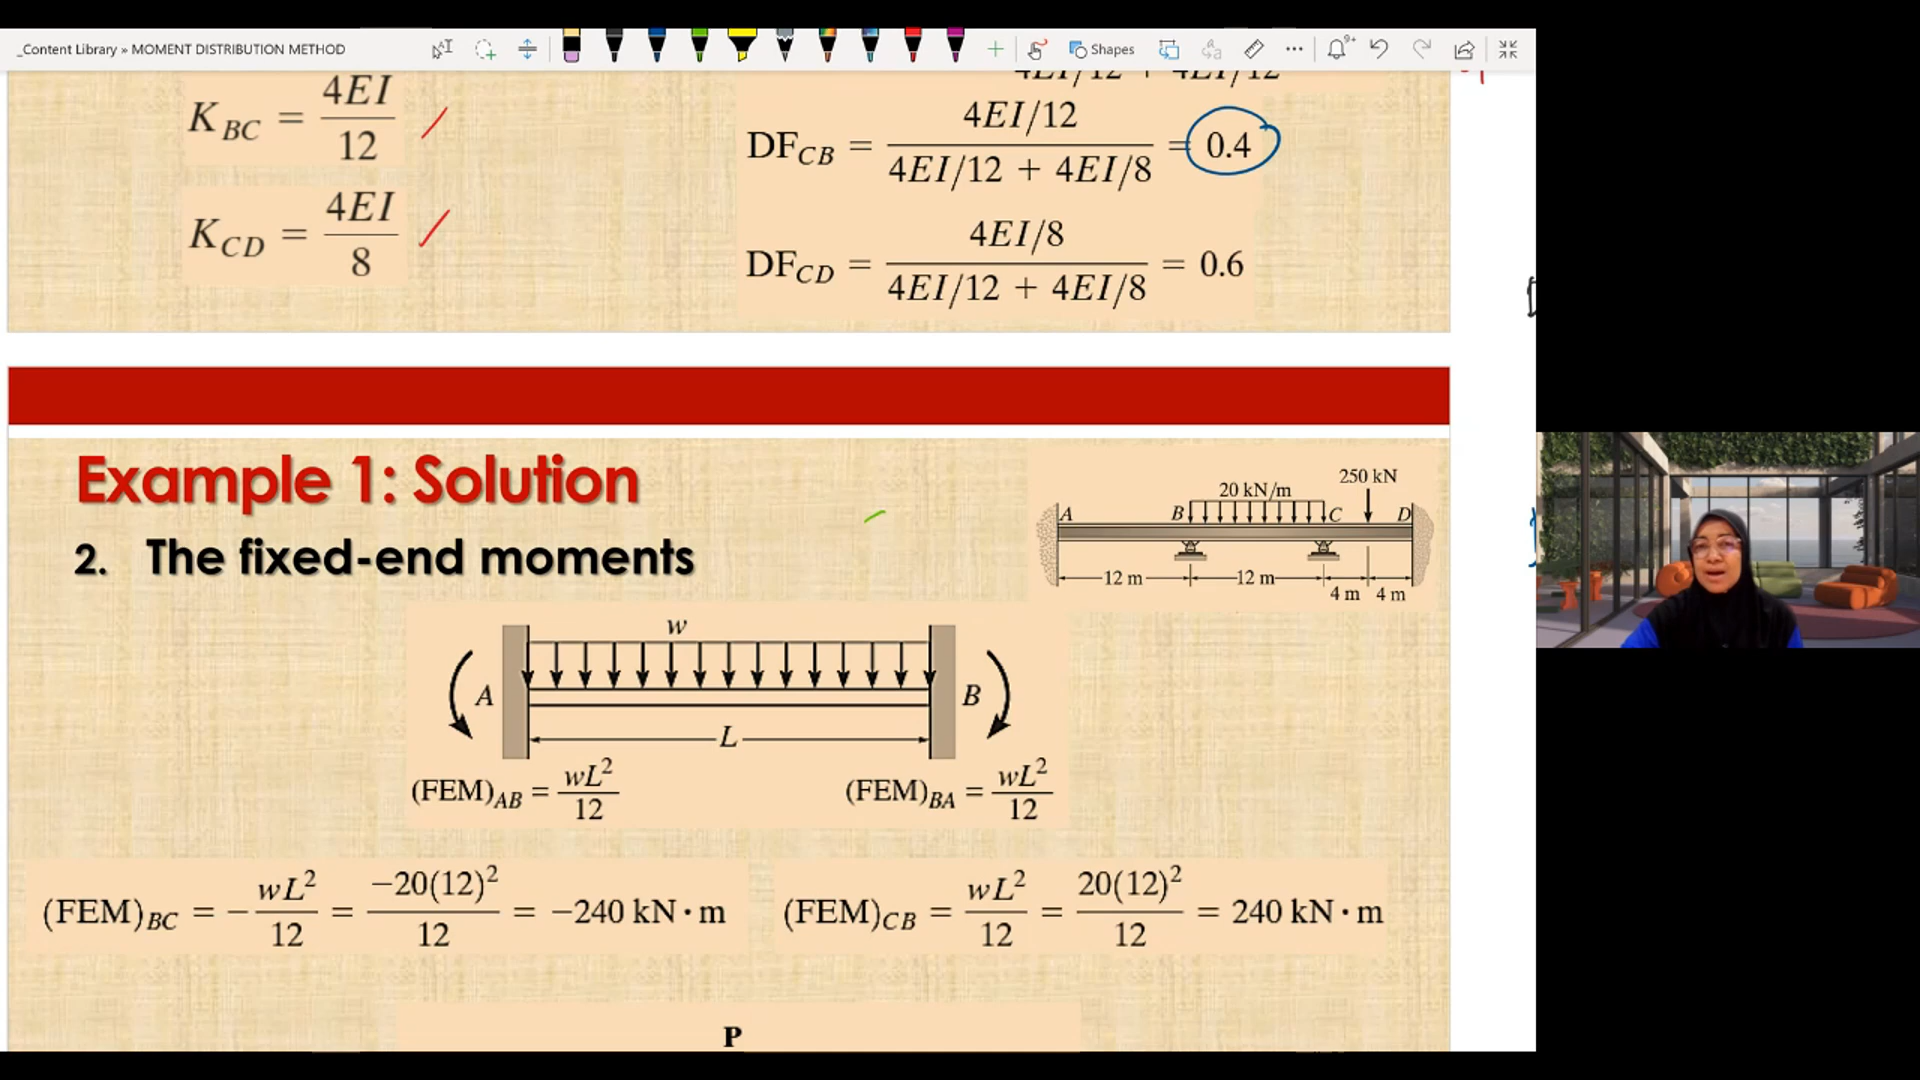 _Content Library » MOMENT DISTRIBUTION METHOD
Shapes
9+
4EI/12 + 4EI/12
K_BC = 4EI/12
DF_CB = (4EI/12)/(4EI/12 + 4EI/8) = 0.4
K_CD = 4EI/8
DF_CD = (4EI/8)/(4EI/12 + 4EI/8) = 0.6
Example 1: Solution
2. The fixed-end moments
250 kN
20 kN/m
A B C D
12 m 12 m
4 m 4 m
w
A B
L
(FEM)_AB = wL²/12
(FEM)_BA = wL²/12
(FEM)_BC = −wL²/12 = −20(12)²/12 = −240 kN·m
(FEM)_CB = wL²/12 = 20(12)²/12 = 240 kN·m
P